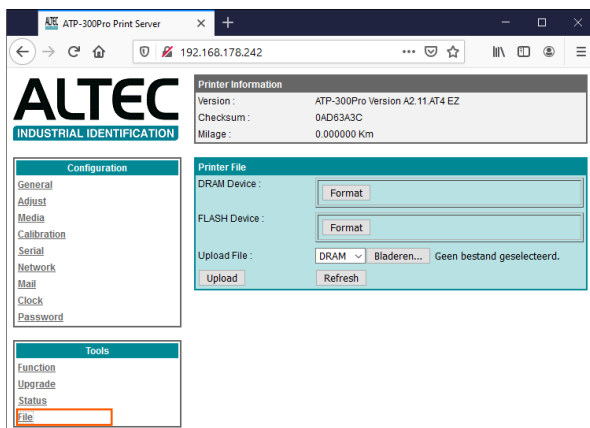 ALTEC ATP-300Pro Print Server
92.168.178.242
ALTEC
INDUSTRIAL IDENTIFICATION
Printer Information
Version : ATP-300Pro Version A2.11.AT4 EZ
Checksum : 0AD63A3C
Milage : 0.000000 Km
Configuration
General
Adjust
Media
Calibration
Serial
Network
Mail
Clock
Password
Printer File
DRAM Device : Format
FLASH Device : Format
Upload File : DRAM Bladeren... Geen bestand geselecteerd.
Upload Refresh
Tools
Function
Upgrade
Status
File